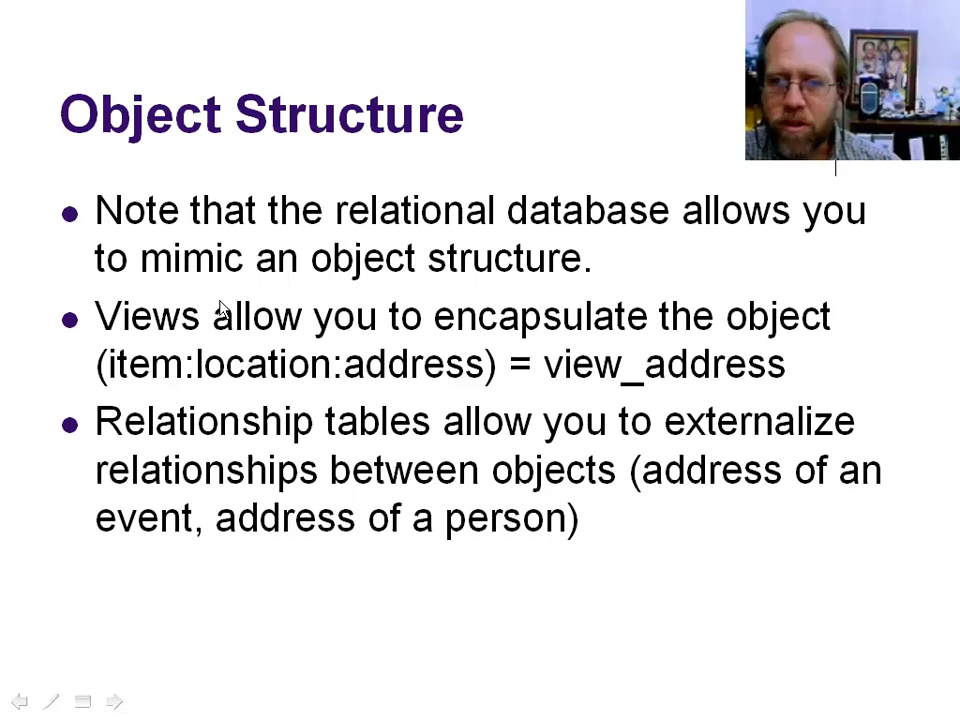 Object Structure
Note that the relational database allows you
to mimic an object structure.
Views allow you to encapsulate the object
(item:location:address) = view_address
Relationship tables allow you to externalize
relationships between objects (address of an
event, address of a person)